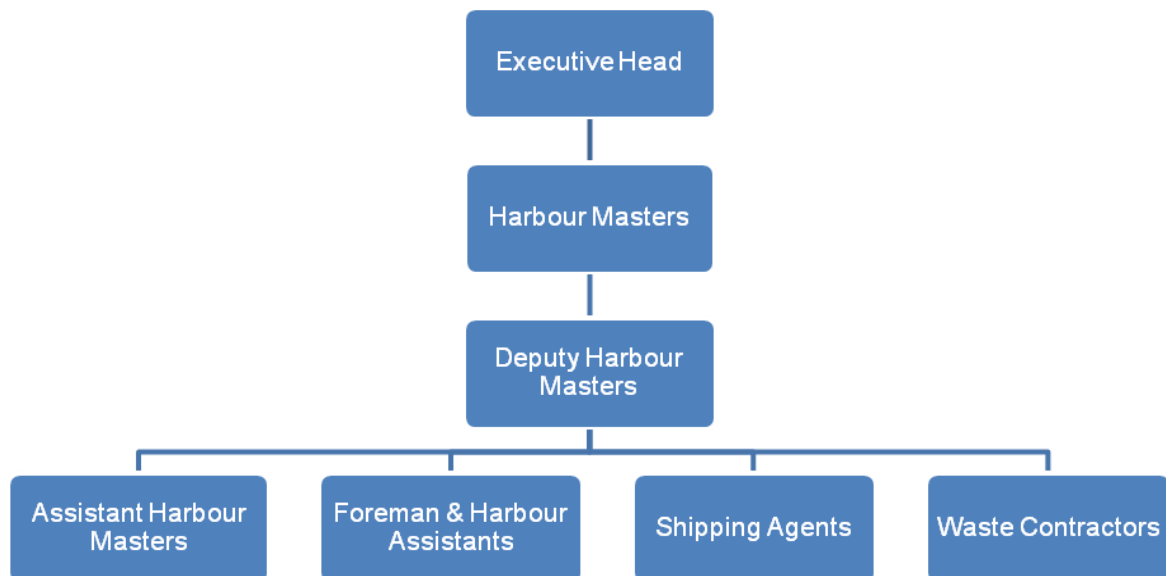 Executive Head
Harbour Masters
Deputy Harbour
Masters
Assistant Harbour
Masters
Foreman & Harbour
Assistants
Shipping Agents
Waste Contractors